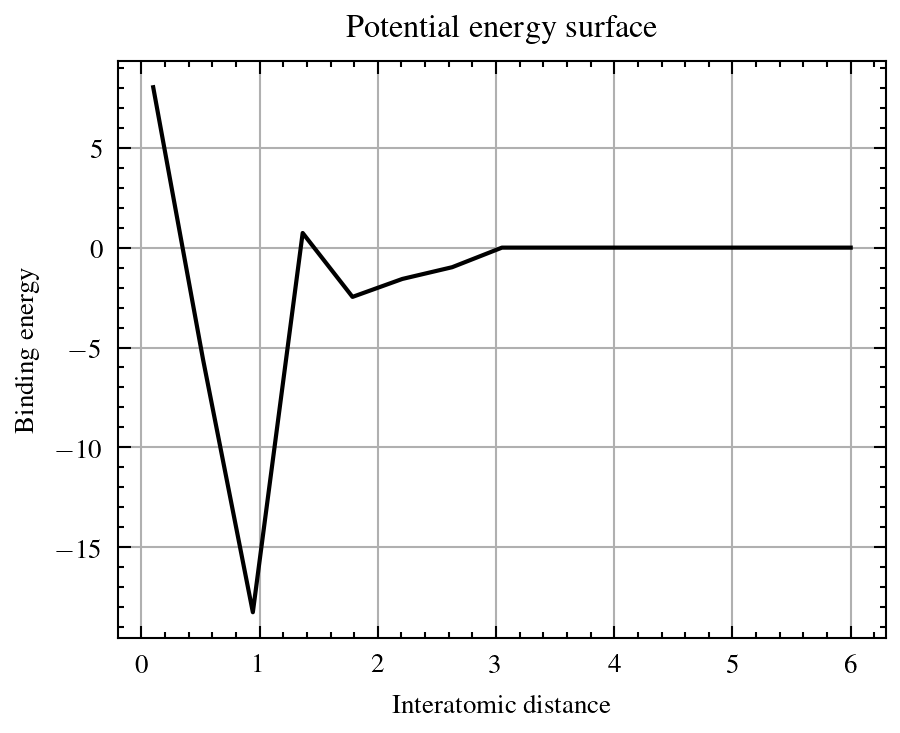 Potential energy surface
Binding energy
5
0
−5
−10
−15
0 1 2 3 4 5 6
Interatomic distance